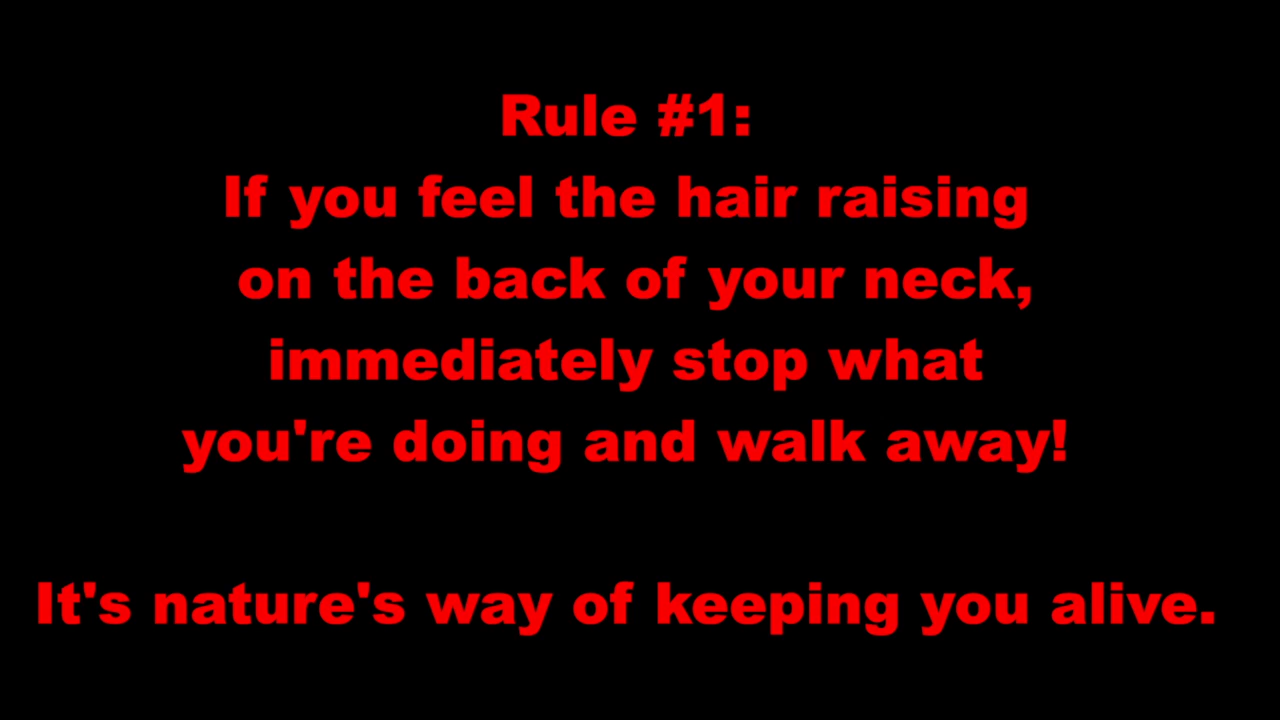 Rule #1:
If you feel the hair raising
on the back of your neck,
immediately stop what
you're doing and walk away!
It's nature's way of keeping you alive.